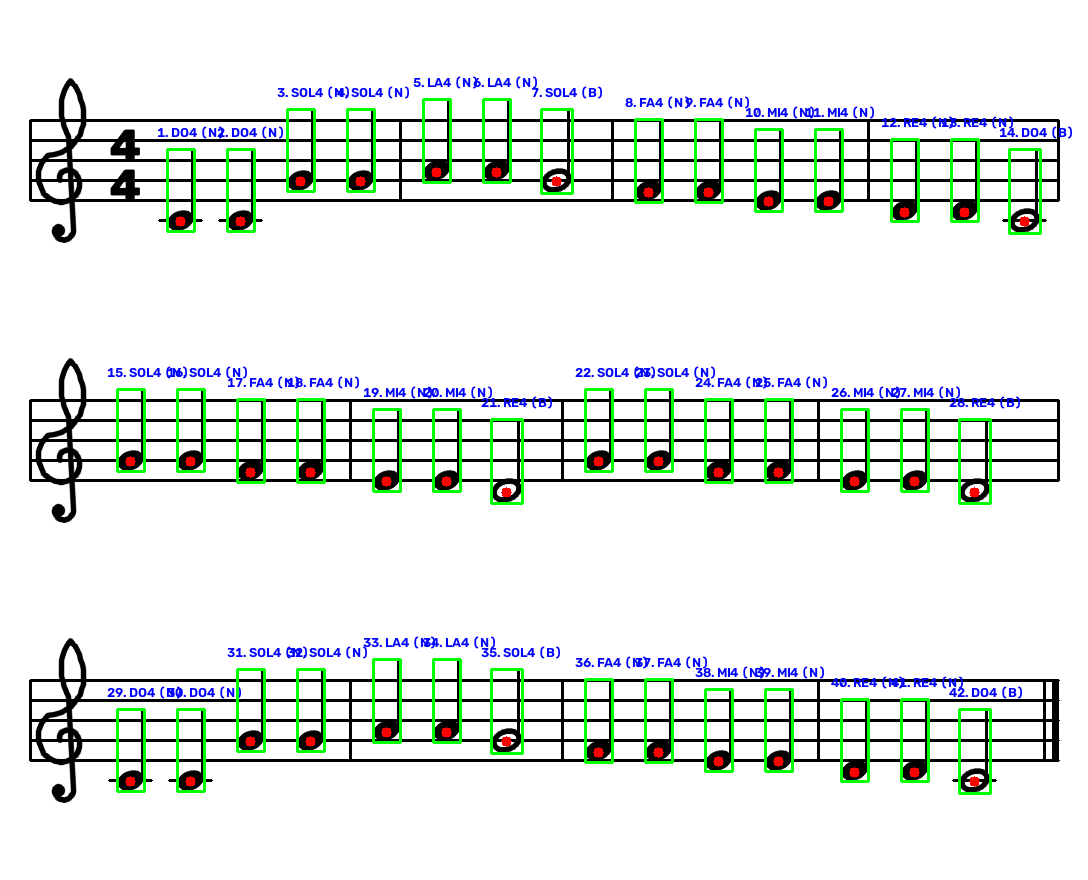 5. LA4 (N) 6. LA4 (N)
3. SOL4 (N) 4. SOL4 (N) 7. SOL4 (B)
8. FA4 (N) 9. FA4 (N)
10. MI4 (N) 11. MI4 (N)
12. RE4 (N) 13. RE4 (N)
1. DO4 (N) 2. DO4 (N) 14. DO4 (B)
4
4
15. SOL4 (N) 16. SOL4 (N) 22. SOL4 (N) 23. SOL4 (N)
17. FA4 (N) 18. FA4 (N) 24. FA4 (N) 25. FA4 (N)
19. MI4 (N) 20. MI4 (N) 26. MI4 (N) 27. MI4 (N)
21. RE4 (B) 28. RE4 (B)
33. LA4 (N) 34. LA4 (N)
31. SOL4 (N) 32. SOL4 (N) 35. SOL4 (B)
36. FA4 (N) 37. FA4 (N)
38. MI4 (N) 39. MI4 (N)
40. RE4 (N) 41. RE4 (N)
29. DO4 (N) 30. DO4 (N) 42. DO4 (B)